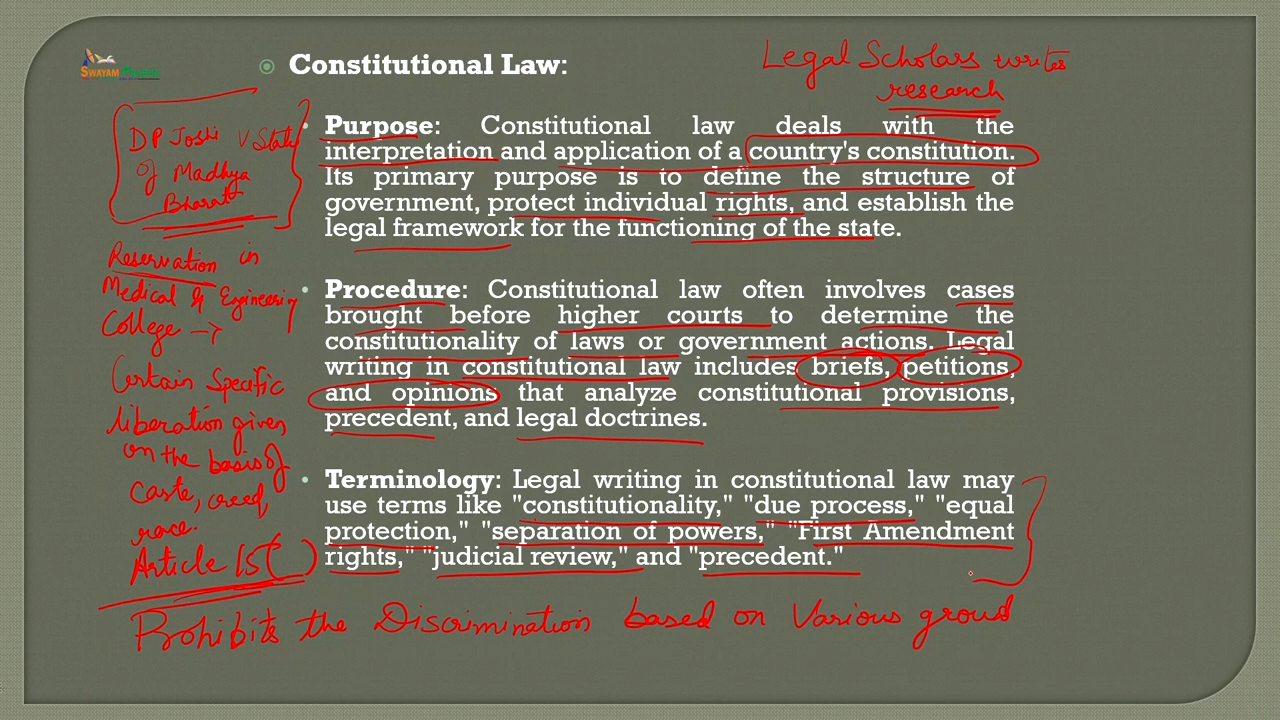 SWAYAM
Constitutional Law:
Legal Scholars writes
research
Purpose: Constitutional law deals with the
interpretation and application of a country's constitution.
Its primary purpose is to define the structure of
government, protect individual rights, and establish the
legal framework for the functioning of the state.
Procedure: Constitutional law often involves cases
brought before higher courts to determine the
constitutionality of laws or government actions. Legal
writing in constitutional law includes briefs, petitions,
and opinions that analyze constitutional provisions,
precedent, and legal doctrines.
Terminology: Legal writing in constitutional law may
use terms like "constitutionality," "due process," "equal
protection," "separation of powers," "First Amendment
rights," "judicial review," and "precedent."
DP Joshi V State
of Madhya
Bharat
Reservation in
Medical & Engineering
College →
Certain Specific
liberation given
on the basis of
Caste, creed,
race.
Article 15( )
Prohibits the Discrimination based on Various ground